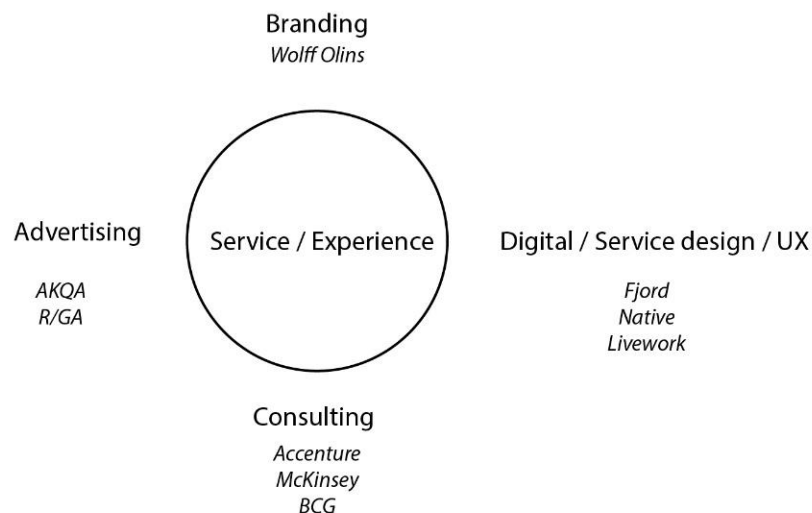 Branding
Wolff Olins
Advertising
AKQA
R/GA
Service / Experience
Digital / Service design / UX
Fjord
Native
Livework
Consulting
Accenture
McKinsey
BCG